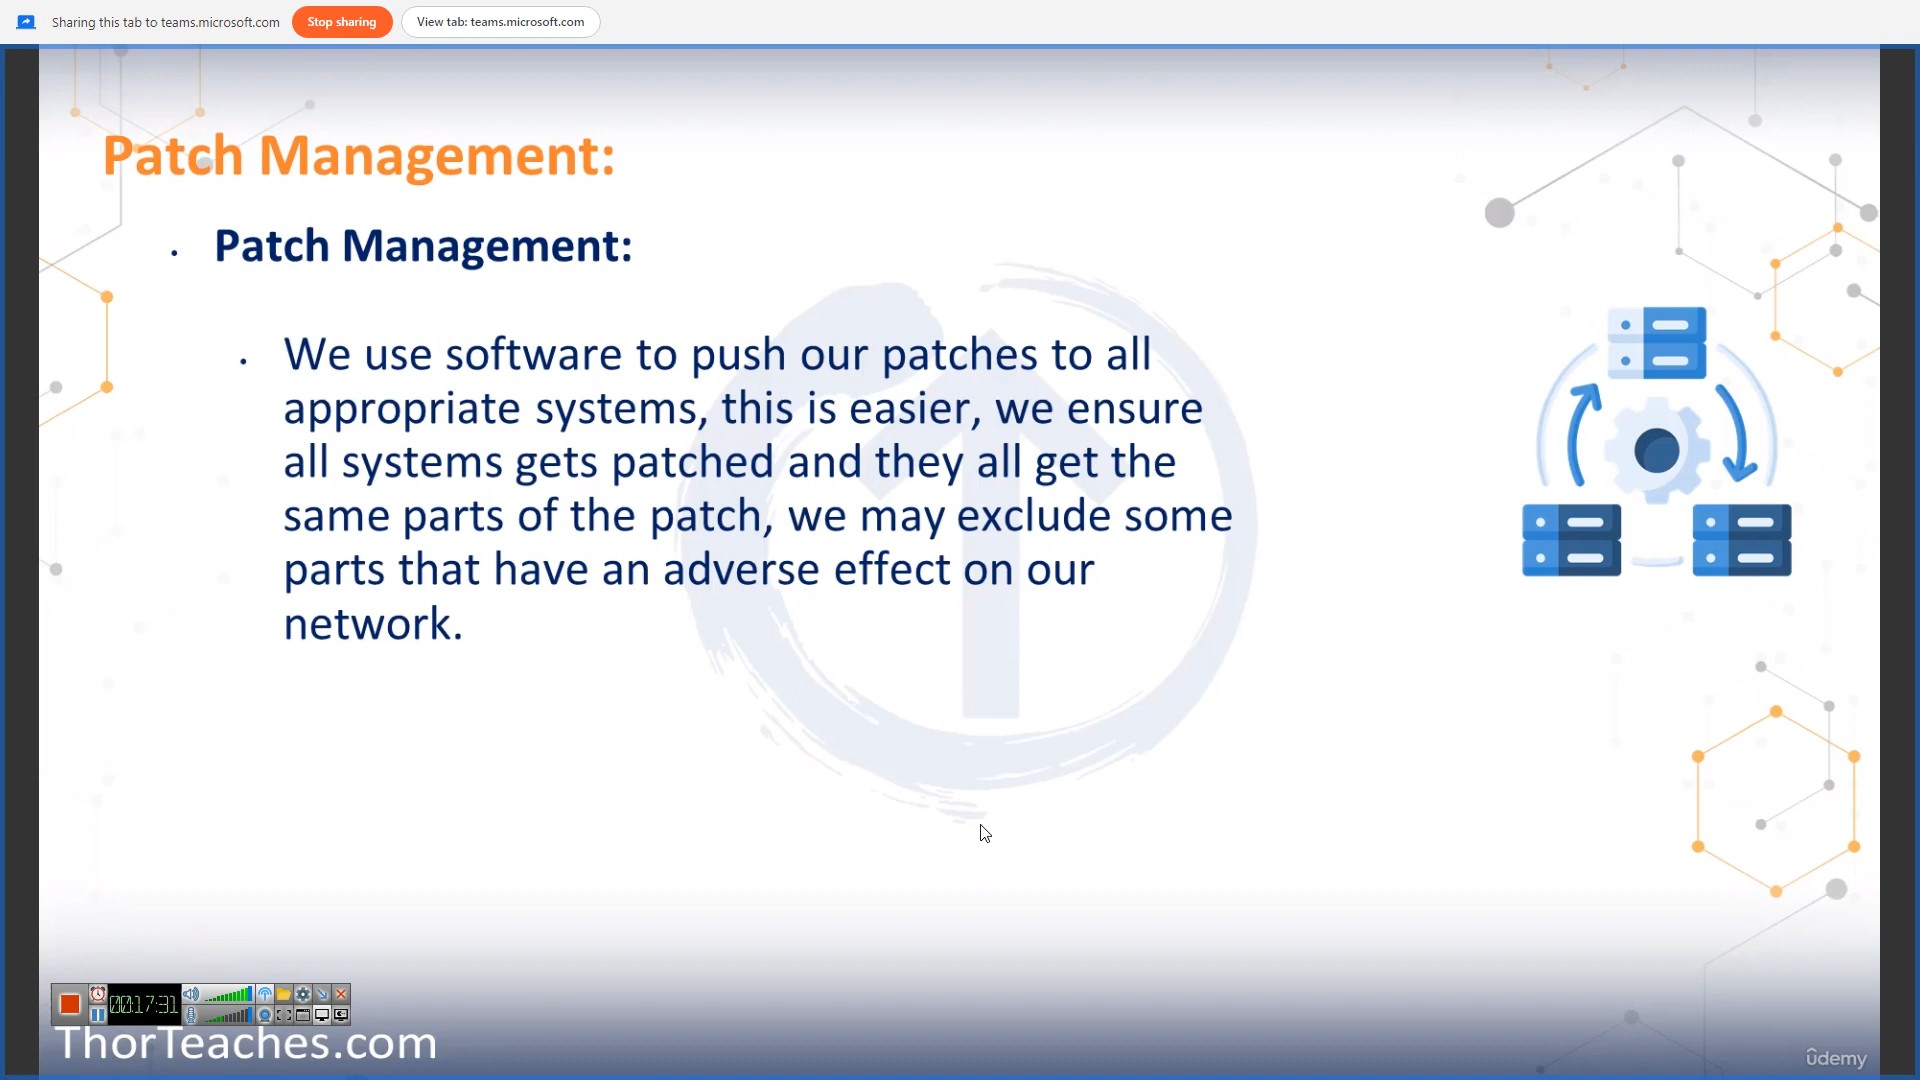 Sharing this tab to teams.microsoft.com
Stop sharing
View tab: teams.microsoft.com
Patch Management:
• Patch Management:
• We use software to push our patches to all
appropriate systems, this is easier, we ensure
all systems gets patched and they all get the
same parts of the patch, we may exclude some
parts that have an adverse effect on our
network.
00:17:31
ThorTeaches.com
ûdemy